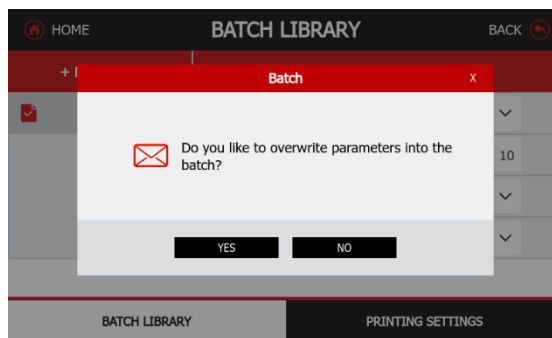 HOME
BATCH LIBRARY
BACK
+
Batch
X
Do you like to overwrite parameters into the
batch?
10
YES
NO
BATCH LIBRARY
PRINTING SETTINGS